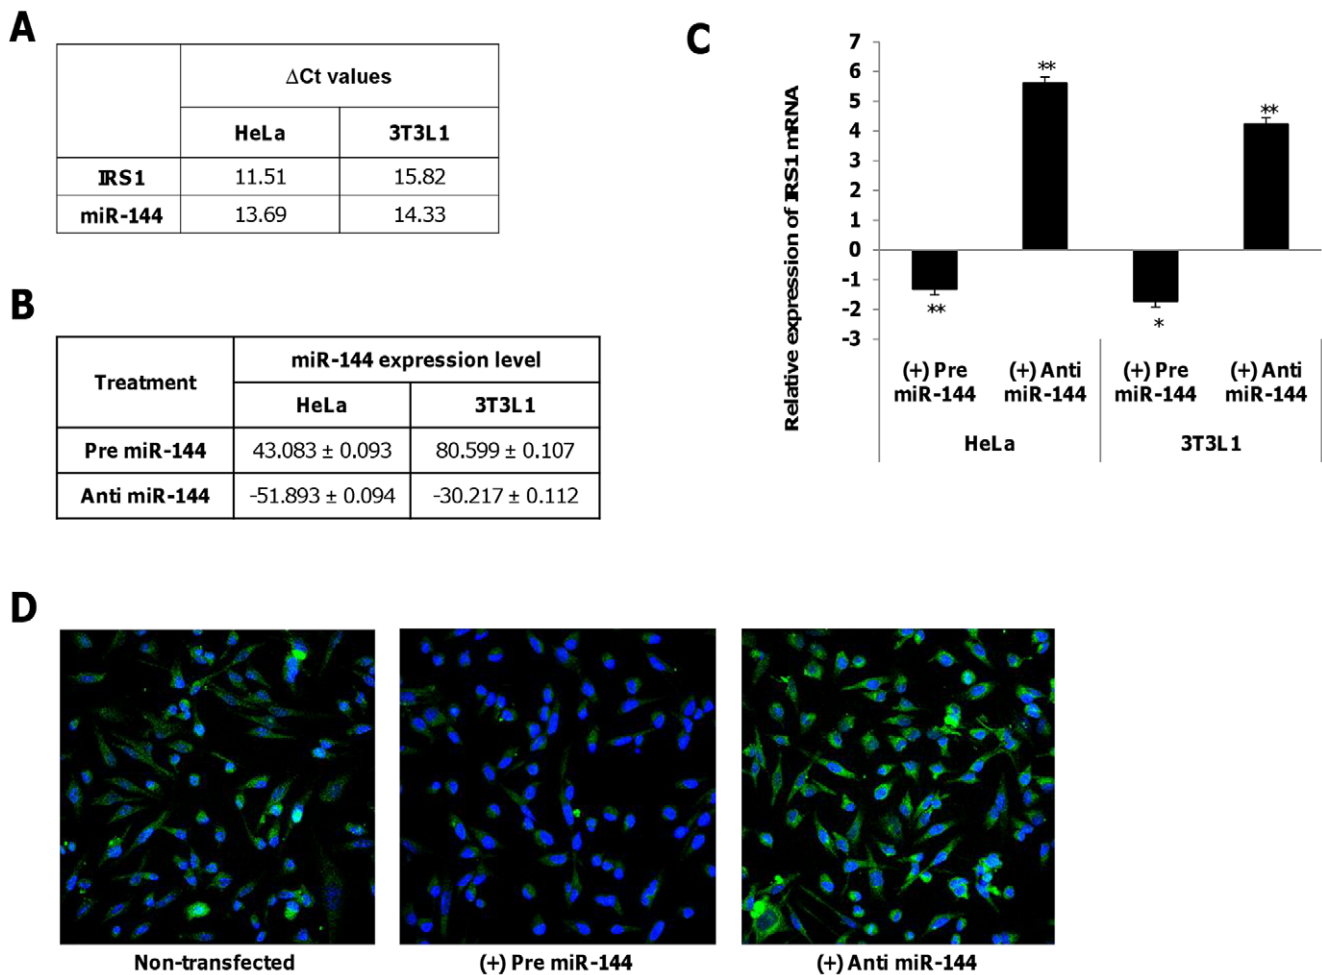 A
ΔCt values
HeLa 3T3L1
IRS1 11.51 15.82
miR-144 13.69 14.33
B
Treatment
miR-144 expression level
HeLa 3T3L1
Pre miR-144 43.083 ± 0.093 80.599 ± 0.107
Anti miR-144 -51.893 ± 0.094 -30.217 ± 0.112
C
Relative expression of IRS1 mRNA
7
6
5
4
3
2
1
0
-1
-2
-3
** ** * **
(+) Pre (+) Anti (+) Pre (+) Anti
miR-144 miR-144 miR-144 miR-144
HeLa 3T3L1
D
Non-transfected (+) Pre miR-144 (+) Anti miR-144